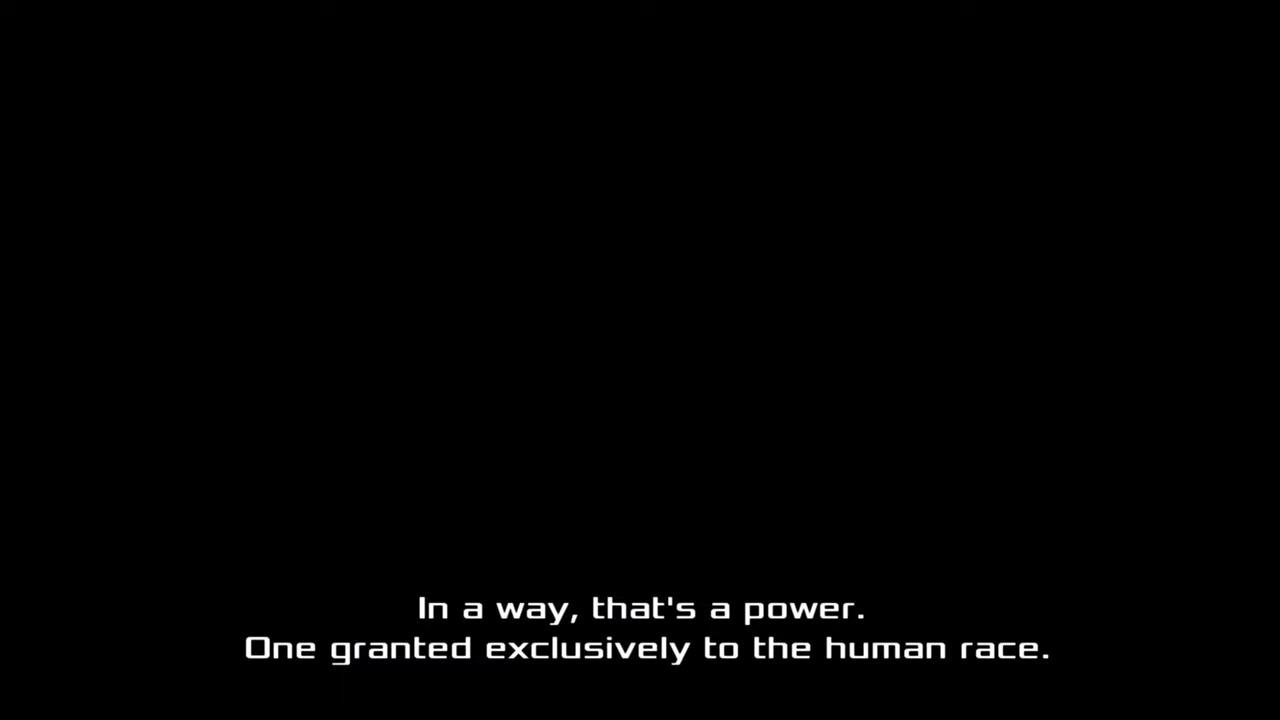 In a way, that's a power.
One granted exclusively to the human race.